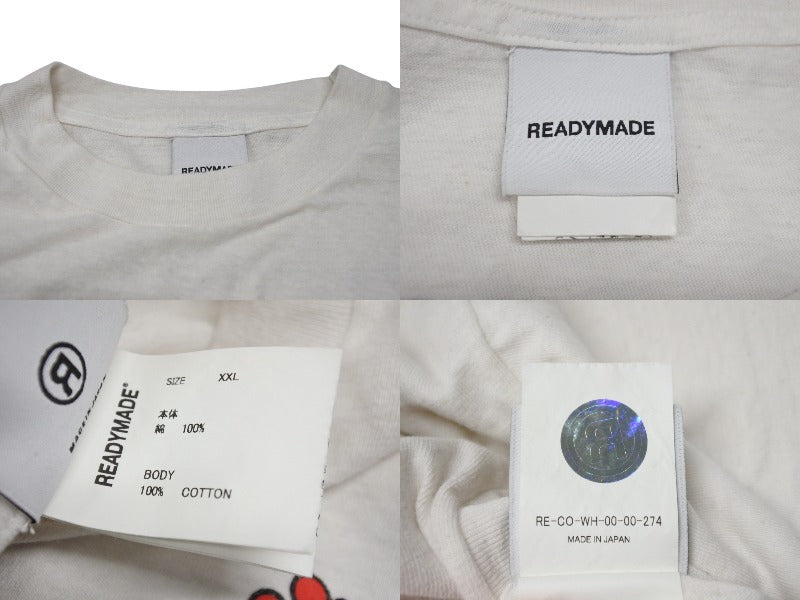 READYMADE
READYMADE
SIZE XXL
本体
綿 100%
BODY
100% COTTON
READYMADE®
RE-CO-WH-00-00-274
MADE IN JAPAN